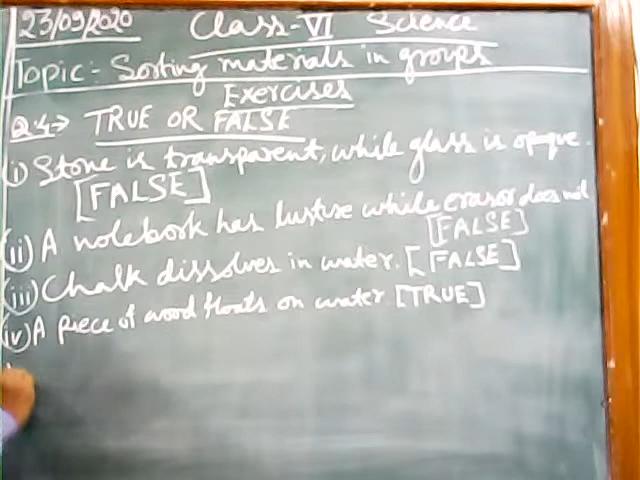 23/09/2020 Class-VI Science
Topic:- Sorting materials in groups
Exercises
Q.4→ TRUE OR FALSE
(i) Stone is transparent, while glass is opaque.
[FALSE]
(ii) A notebook has lustre while eraser does not
[FALSE]
(iii) Chalk dissolves in water. [FALSE]
(iv) A piece of wood floats on water [TRUE]